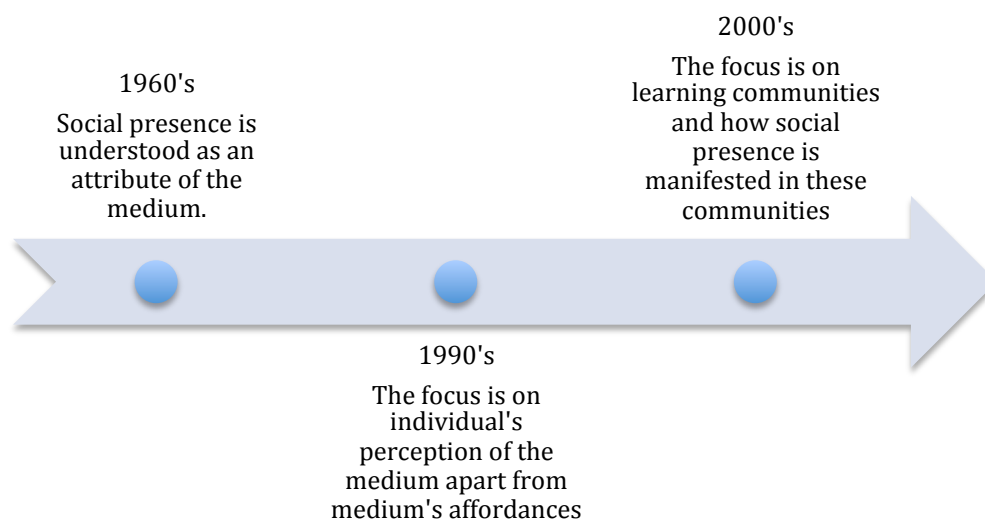 1960's
Social presence is
understood as an
attribute of the
medium.
1990's
The focus is on
individual's
perception of the
medium apart from
medium's affordances
2000's
The focus is on
learning communities
and how social
presence is
manifested in these
communities